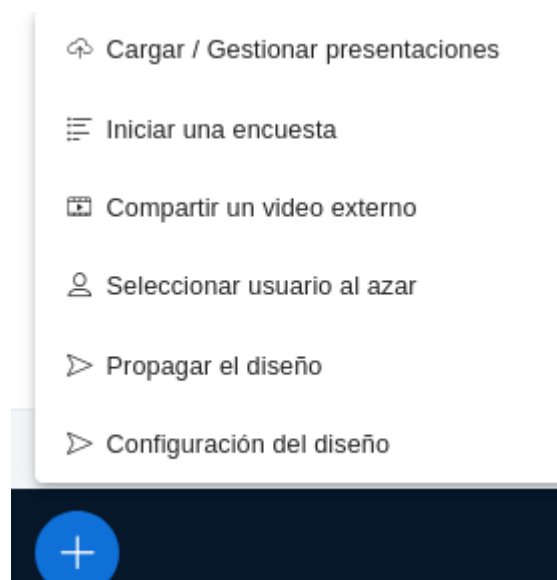 Cargar / Gestionar presentaciones
Iniciar una encuesta
Compartir un video externo
Seleccionar usuario al azar
Propagar el diseño
Configuración del diseño